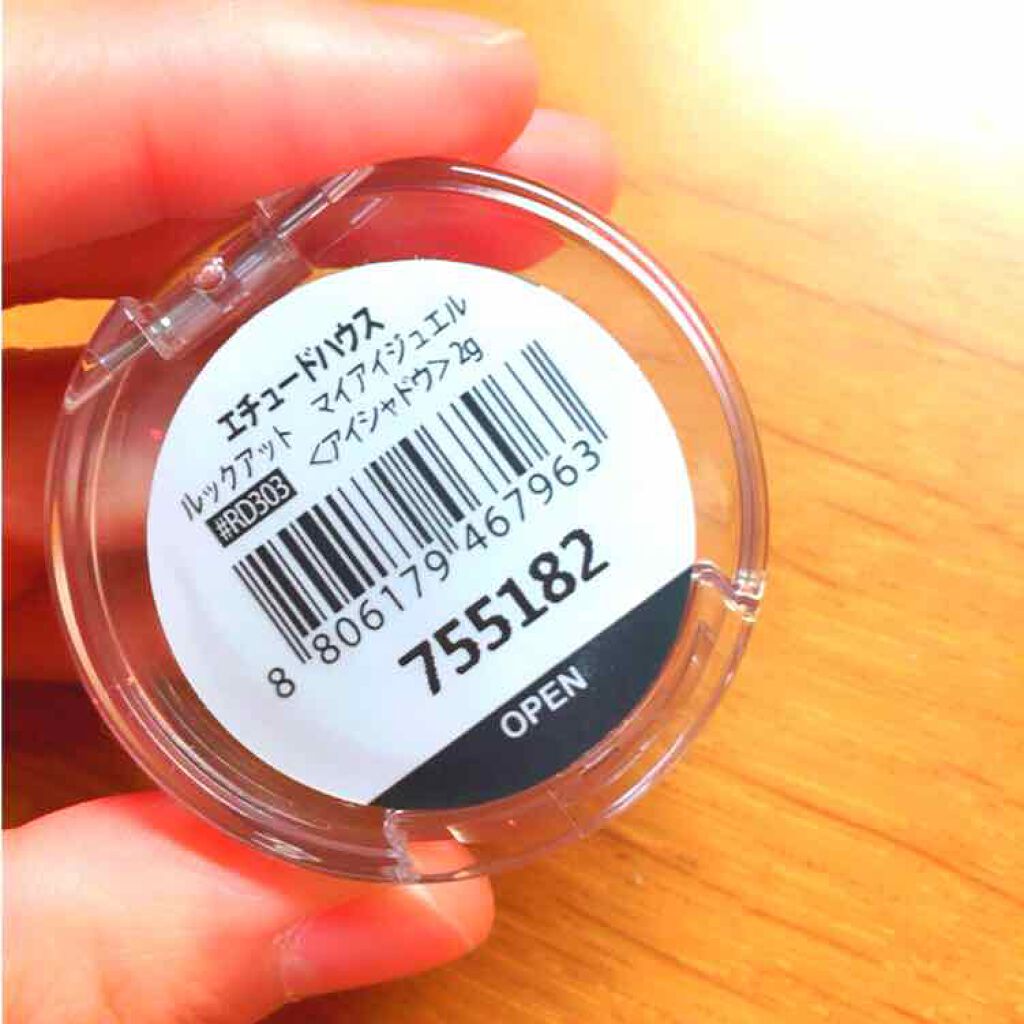 エチュードハウス
ルックアット マイアイジュエル
#RD303 <アイシャドウ> 2g
8 806179 467963
755182
OPEN